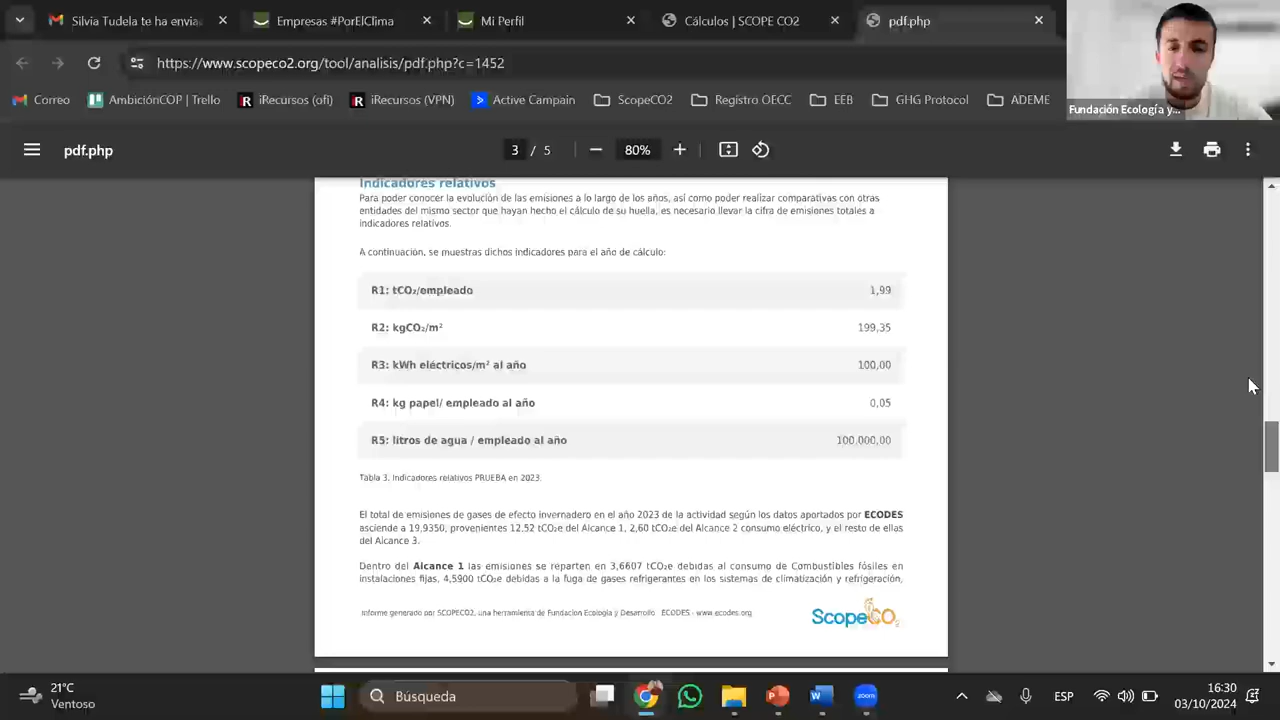 Silvia Tudela te ha envia
Empresas #PorElClima
Mi Perfil
Cálculos | SCOPE CO2
pdf.php
https://www.scopeco2.org/tool/analisis/pdf.php?c=1452
Correo
AmbiciónCOP | Trello
iRecursos (ofi)
iRecursos (VPN)
Active Campain
ScopeCO2
Registro OECC
EEB
GHG Protocol
ADEME
Fundación Ecología y...
pdf.php
3 / 5
80%
Indicadores relativos
Para poder conocer la evolución de las emisiones a lo largo de los años, así como poder realizar comparativas con otras
entidades del mismo sector que hayan hecho el cálculo de su huella, es necesario llevar la cifra de emisiones totales a
indicadores relativos.
A continuación, se muestras dichos indicadores para el año de cálculo:
R1: tCO₂/empleado 1,99
R2: kgCO₂/m² 199,35
R3: kWh eléctricos/m² al año 100,00
R4: kg papel/ empleado al año 0,05
R5: litros de agua / empleado al año 100.000,00
Tabla 3. Indicadores relativos PRUEBA en 2023.
El total de emisiones de gases de efecto invernadero en el año 2023 de la actividad según los datos aportados por ECODES
asciende a 19,9350, provenientes 12,52 tCO₂e del Alcance 1, 2,60 tCO₂e del Alcance 2 consumo eléctrico, y el resto de ellas
del Alcance 3.
Dentro del Alcance 1 las emisiones se reparten en 3,6607 tCO₂e debidas al consumo de Combustibles fósiles en
instalaciones fijas, 4,5900 tCO₂e debidas a la fuga de gases refrigerantes en los sistemas de climatización y refrigeración,
Informe generado por SCOPECO2, una herramienta de Fundación Ecología y Desarrollo ECODES - www.ecodes.org
ScopeCO₂
21°C
Ventoso
Búsqueda
zoom
ESP
16:30
03/10/2024